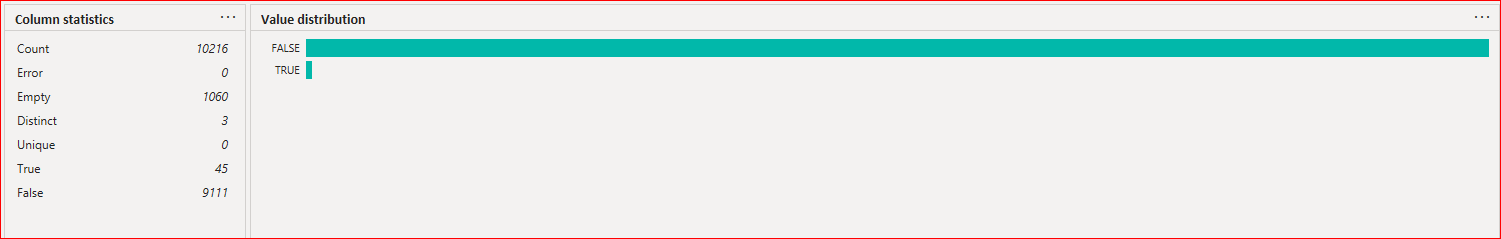 Column statistics ...
Value distribution ...
Count 10216
Error 0
Empty 1060
Distinct 3
Unique 0
True 45
False 9111
FALSE
TRUE